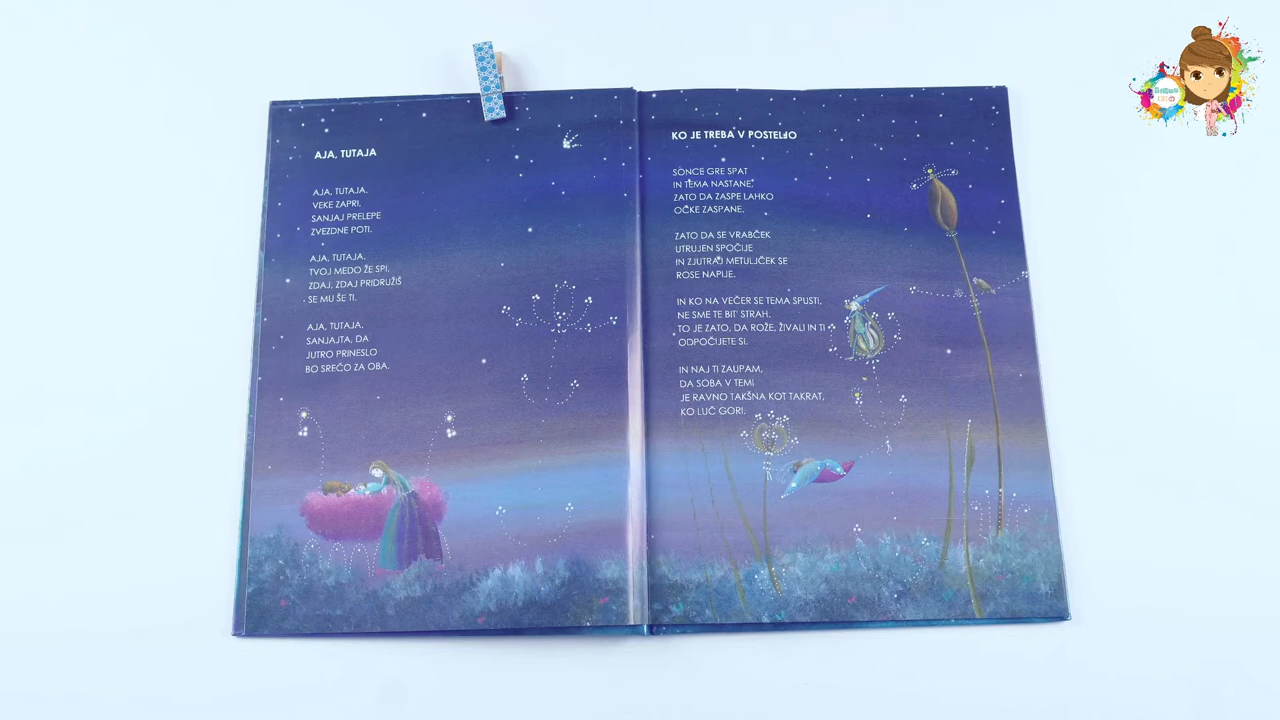 AJA, TUTAJA
AJA, TUTAJA,
VEKE ZAPRI,
SANJAJ PRELEPE
ZVEZDNE POTI.
AJA, TUTAJA,
TVOJ MEDO ŽE SPI,
ZDAJ, ZDAJ PRIDRUŽIŠ
SE MU ŠE TI.
AJA, TUTAJA,
SANJAJTA, DA
JUTRO PRINESLO
BO SREČO ZA OBA.
KO JE TREBA V POSTELJO
SONCE GRE SPAT
IN TEMA NASTANE,
ZATO DA ZASPE LAHKO
OČKE ZASPANE.
ZATO DA SE VRABČEK
UTRUJEN SPOČIJE
IN ZJUTRAJ METULJČEK SE
ROSE NAPIJE.
IN KO NA VEČER SE TEMA SPUSTI,
NE SME TE BIT' STRAH.
TO JE ZATO, DA ROŽE, ŽIVALI IN TI
ODPOČIJETE SI.
IN NAJ TI ZAUPAM,
DA SOBA V TEMI
JE RAVNO TAKŠNA KOT TAKRAT,
KO LUČ GORI.